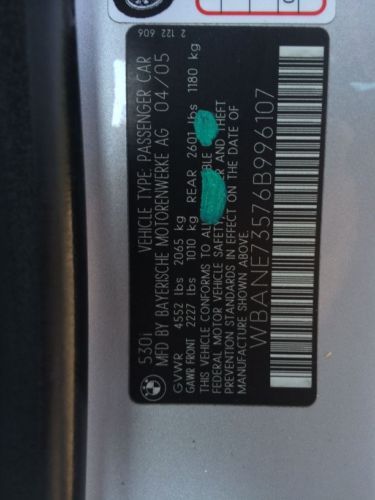 2 122 606
530i VEHICLE TYPE: PASSENGER CAR
MFD BY BAYERISCHE MOTORENWERKE AG 04/05
GVWR 4552 lbs 2065 kg
GAWR FRONT 2227 lbs 1010 kg REAR 2601 lbs 1180 kg
THIS VEHICLE CONFORMS TO ALL
FEDERAL MOTOR VEHICLE SAFETY AND THEFT
PREVENTION STANDARDS IN EFFECT ON THE DATE OF
MANUFACTURE SHOWN ABOVE.
WBANE73576B996107